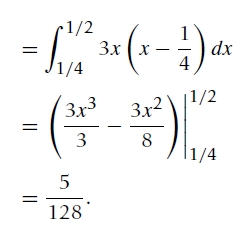 = ∫_{1/4}^{1/2} 3x (x − 1/4) dx
= (3x³/3 − 3x²/8) |_{1/4}^{1/2}
= 5/128.